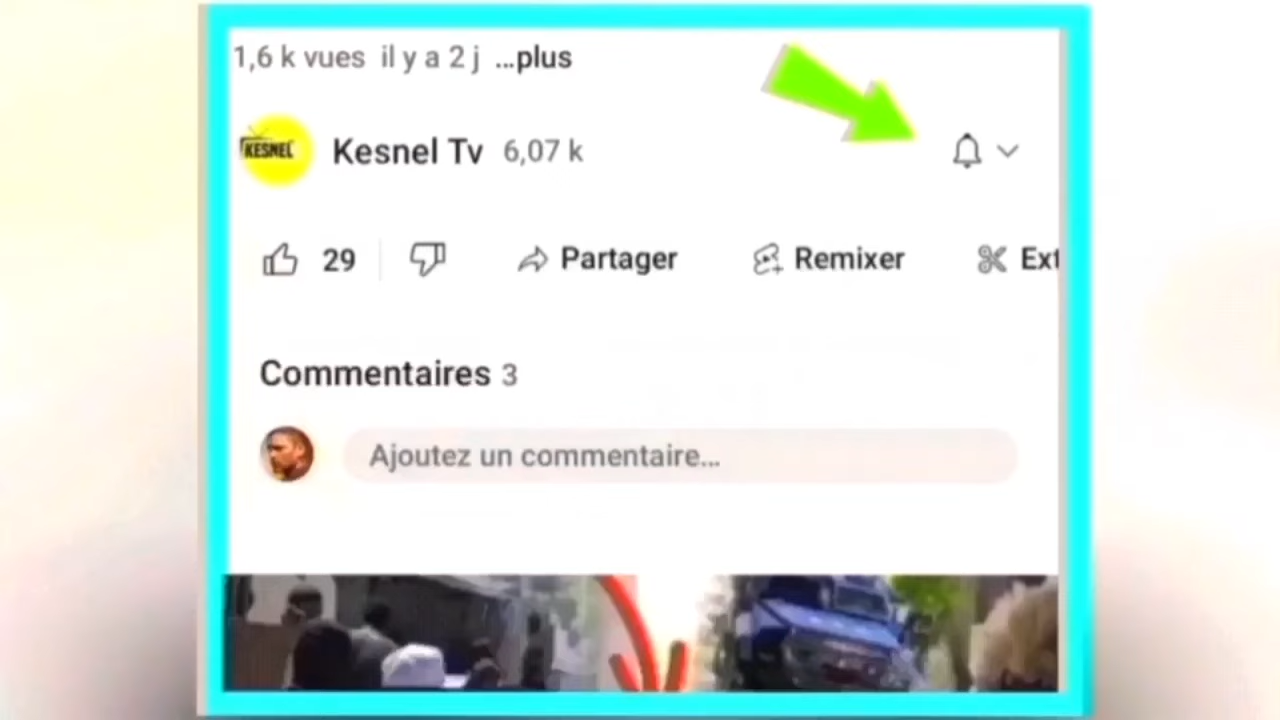 1,6 k vues il y a 2 j ...plus
KESNEL
Kesnel Tv 6,07 k
29 Partager Remixer Ext
Commentaires 3
Ajoutez un commentaire...